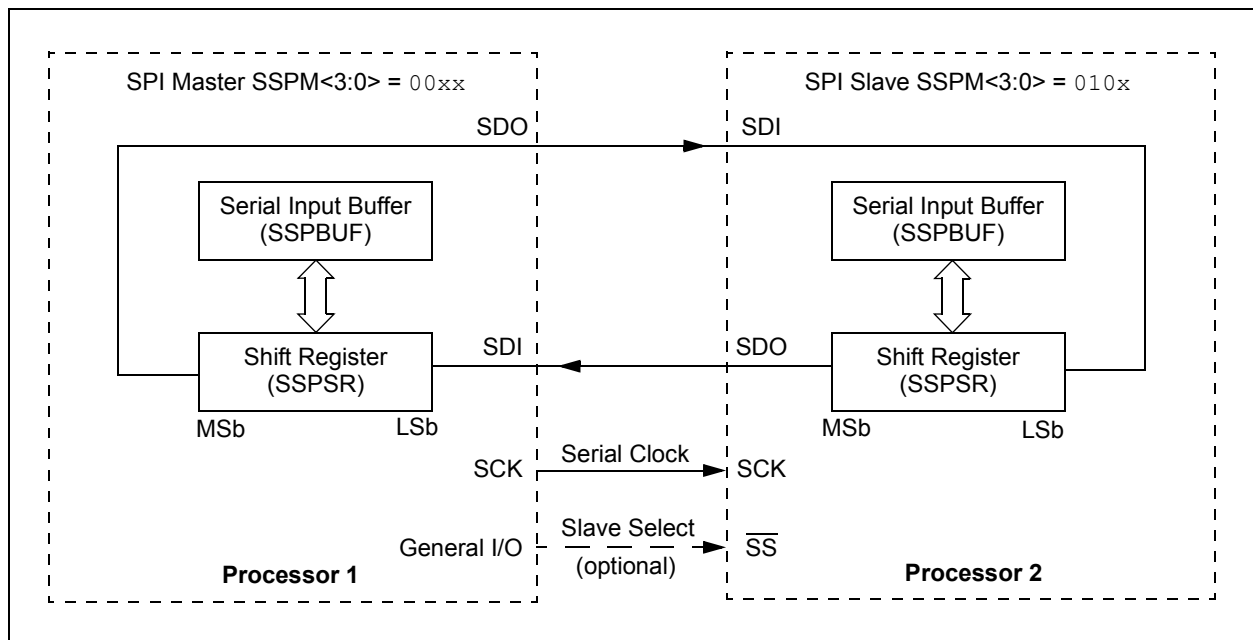 SPI Master SSPM<3:0> = 00xx
SDO
Serial Input Buffer
(SSPBUF)
Shift Register
(SSPSR)
MSb
LSb
SDI
SCK
General I/O
Processor 1
Serial Clock
Slave Select
(optional)
SPI Slave SSPM<3:0> = 010x
SDI
Serial Input Buffer
(SSPBUF)
SDO
Shift Register
(SSPSR)
MSb
LSb
SCK
S̅S̅
Processor 2